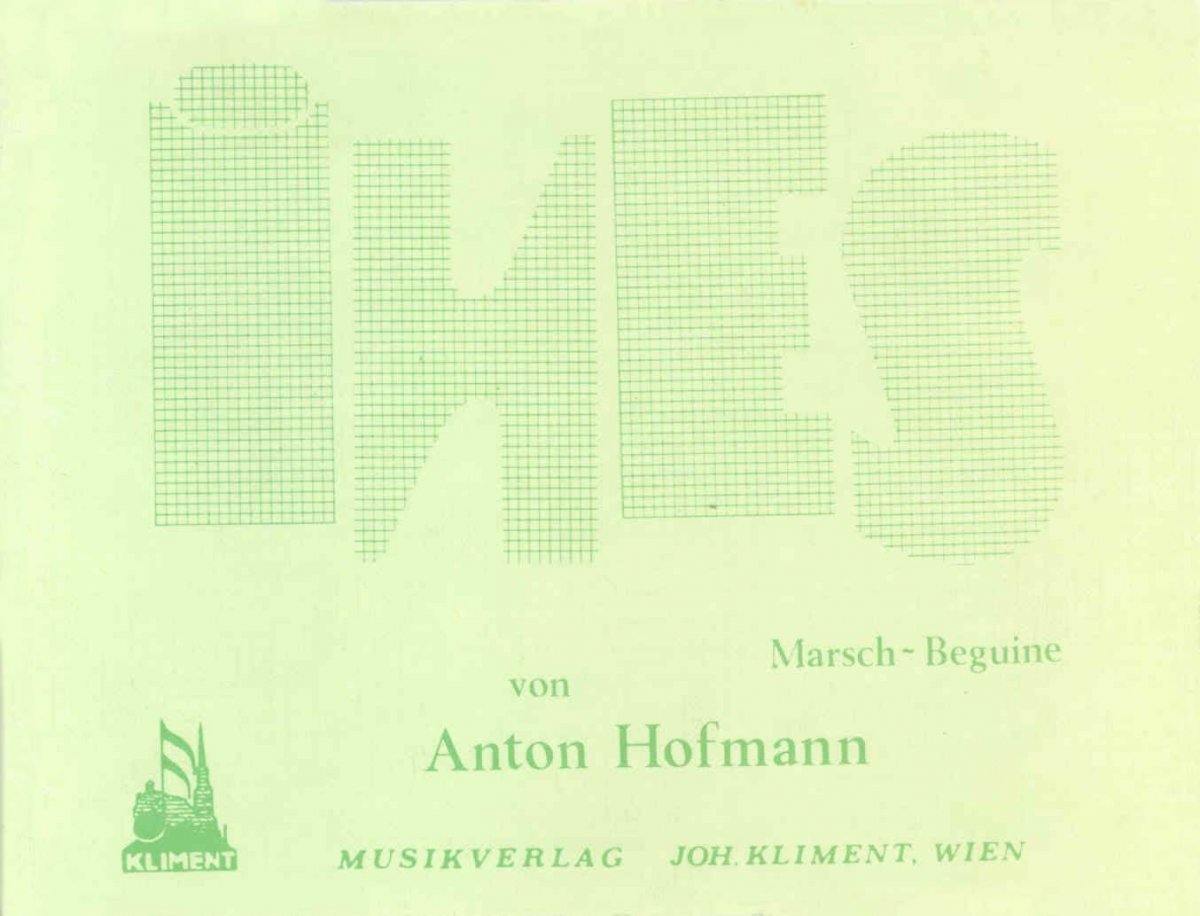 iNES
Marsch~Beguine
von
Anton Hofmann
KLIMENT
MUSIKVERLAG JOH. KLIMENT, WIEN